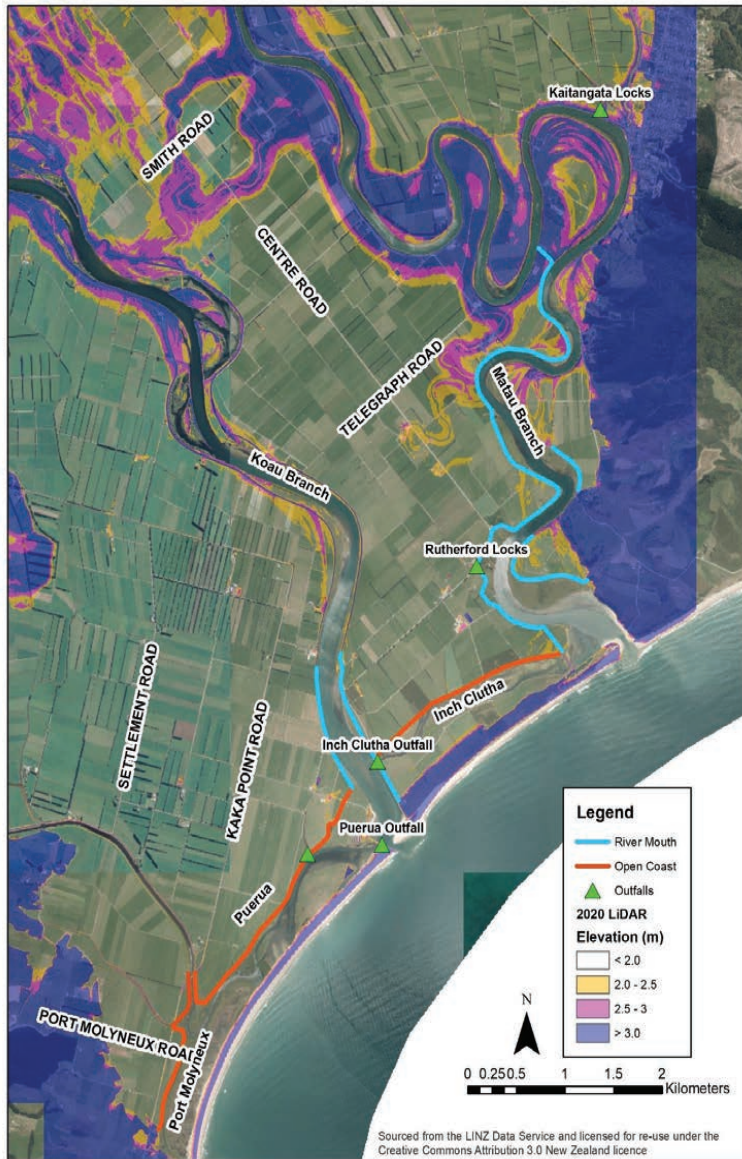 Kaitangata Locks
SMITH ROAD
CENTRE ROAD
TELEGRAPH ROAD
Matau Branch
Koau Branch
Rutherford Locks
SETTLEMENT ROAD
KAKA POINT ROAD
Inch Clutha
Inch Clutha Outfall
Puerua Outfall
Puerua
PORT MOLYNEUX ROAD
Port Molyneux
Legend
River Mouth
Open Coast
Outfalls
2020 LiDAR
Elevation (m)
< 2.0
2.0 - 2.5
2.5 - 3
> 3.0
N
0 0.25 0.5 1 1.5 2
Kilometers
Sourced from the LINZ Data Service and licensed for re-use under the
Creative Commons Attribution 3.0 New Zealand licence